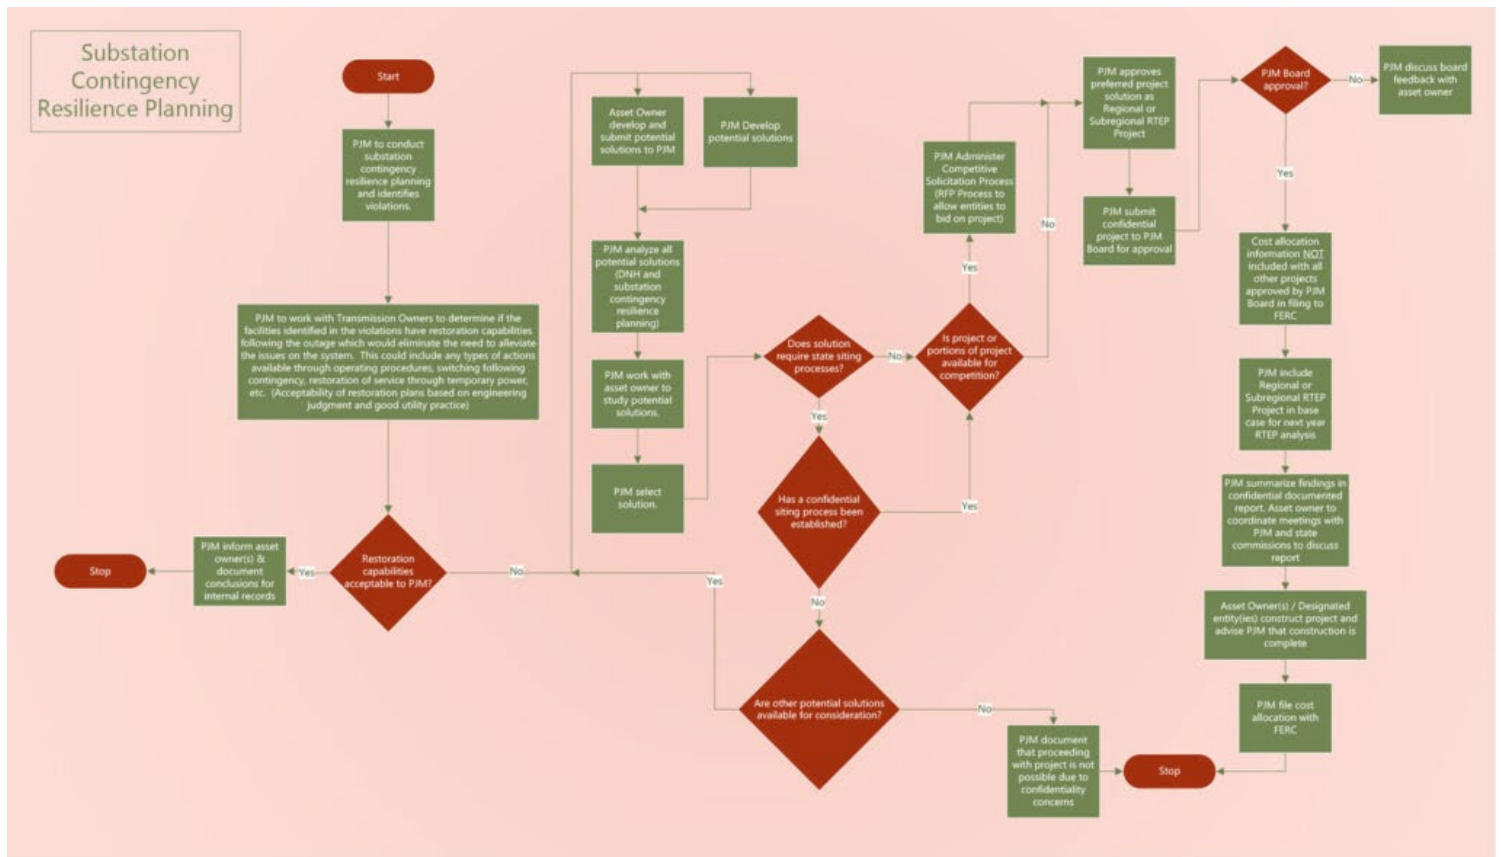 Substation
Contingency
Resilience Planning
Start
PJM to conduct
substation
contingency
resilience planning
and identifies
violations.
PJM to work with Transmission Owners to determine if the
facilities identified in the violations have restoration capabilities
following the outage which would eliminate the need to alleviate
the issues on the system. This could include any types of actions
available through operating procedures, switching following
contingency, restoration of service through temporary power,
etc. (Acceptability of restoration plans based on engineering
judgment and good utility practice)
Restoration
capabilities
acceptable to PJM?
Yes
PJM inform asset
owner(s) &
document
conclusions for
internal records
Stop
No
Asset Owner
develop and
submit potential
solutions to PJM
PJM Develop
potential solutions
PJM analyze all
potential solutions
(DNH and
substation
contingency
resilience
planning)
PJM work with
asset owner to
study potential
solutions.
PJM select
solution.
Does solution
require state siting
processes?
No
Yes
Has a confidential
siting process been
established?
Yes
No
Are other potential solutions
available for consideration?
Yes
No
PJM document
that proceeding
with project is not
possible due to
confidentiality
concerns
Stop
Is project or
portions of project
available for
competition?
Yes
No
PJM Administer
Competitive
Solicitation Process
(RFP Process to
allow entities to
bid on project)
PJM approves
preferred project
solution as
Regional or
Subregional RTEP
Project
PJM submit
confidential
project to PJM
Board for approval
PJM Board
approval?
No
PJM discuss board
feedback with
asset owner
Yes
Cost allocation
information NOT
included with all
other projects
approved by PJM
Board in filing to
FERC
PJM include
Regional or
Subregional RTEP
Project in base
case for next year
RTEP analysis
PJM summarize findings in
confidential documented
report. Asset owner to
coordinate meetings with
PJM and state
commissions to discuss
report
Asset Owner(s) / Designated
entity(ies) construct project and
advise PJM that construction is
complete
PJM file cost
allocation with
FERC